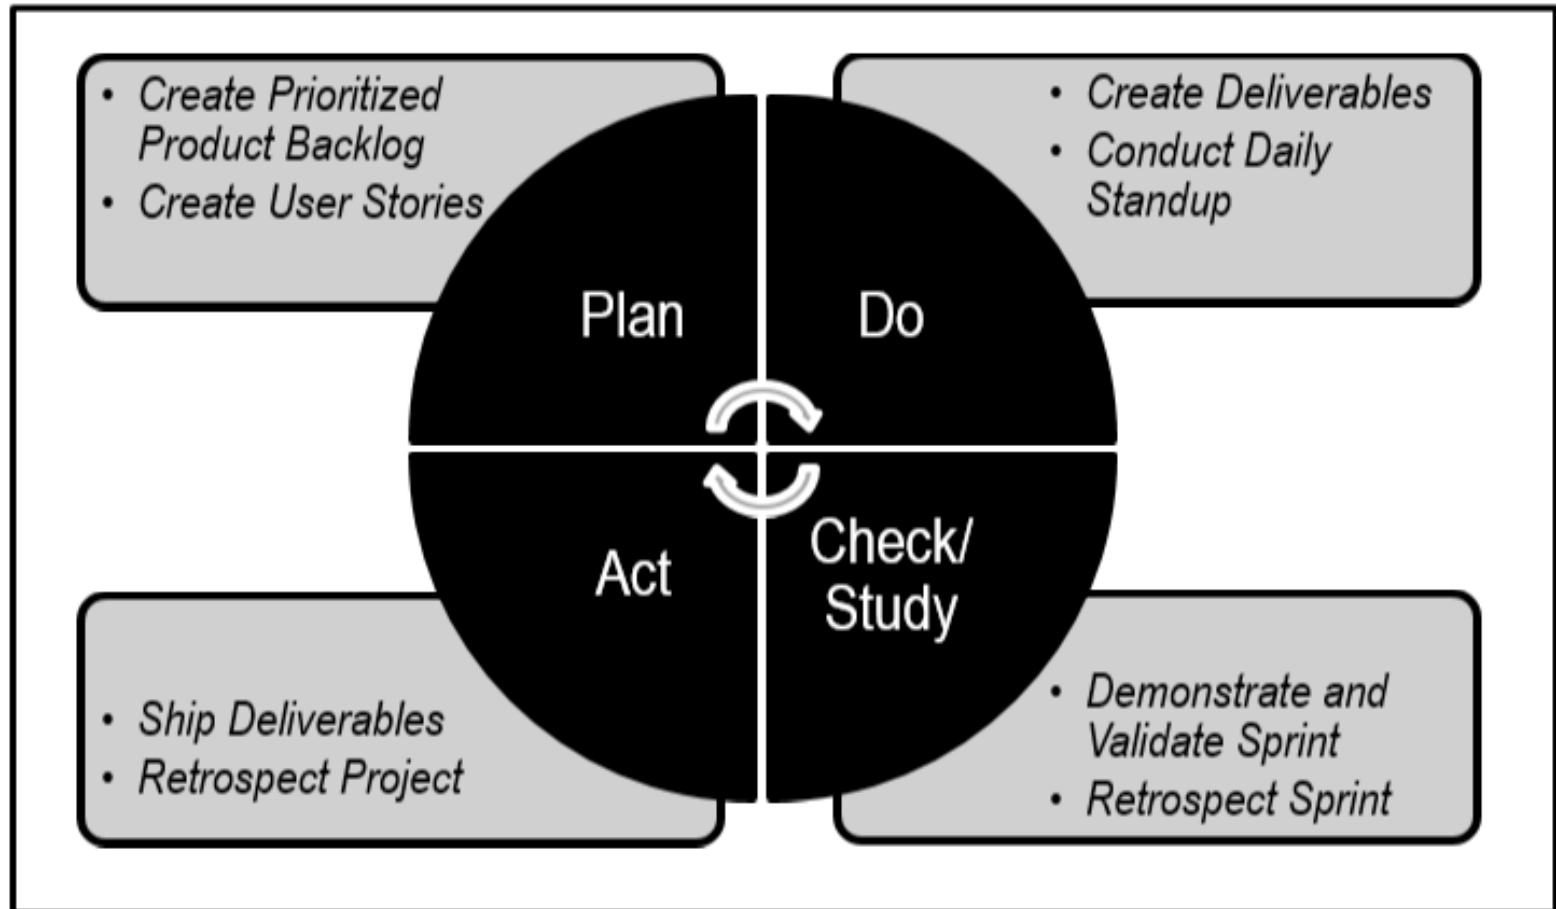 • Create Prioritized
Product Backlog
• Create User Stories
• Create Deliverables
• Conduct Daily
Standup
Plan
Do
Act
Check/
Study
• Ship Deliverables
• Retrospect Project
• Demonstrate and
Validate Sprint
• Retrospect Sprint